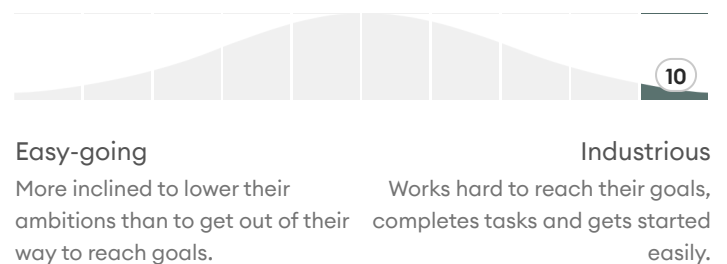 10
Easy-going
More inclined to lower their
ambitions than to get out of their
way to reach goals.
Industrious
Works hard to reach their goals,
completes tasks and gets started
easily.